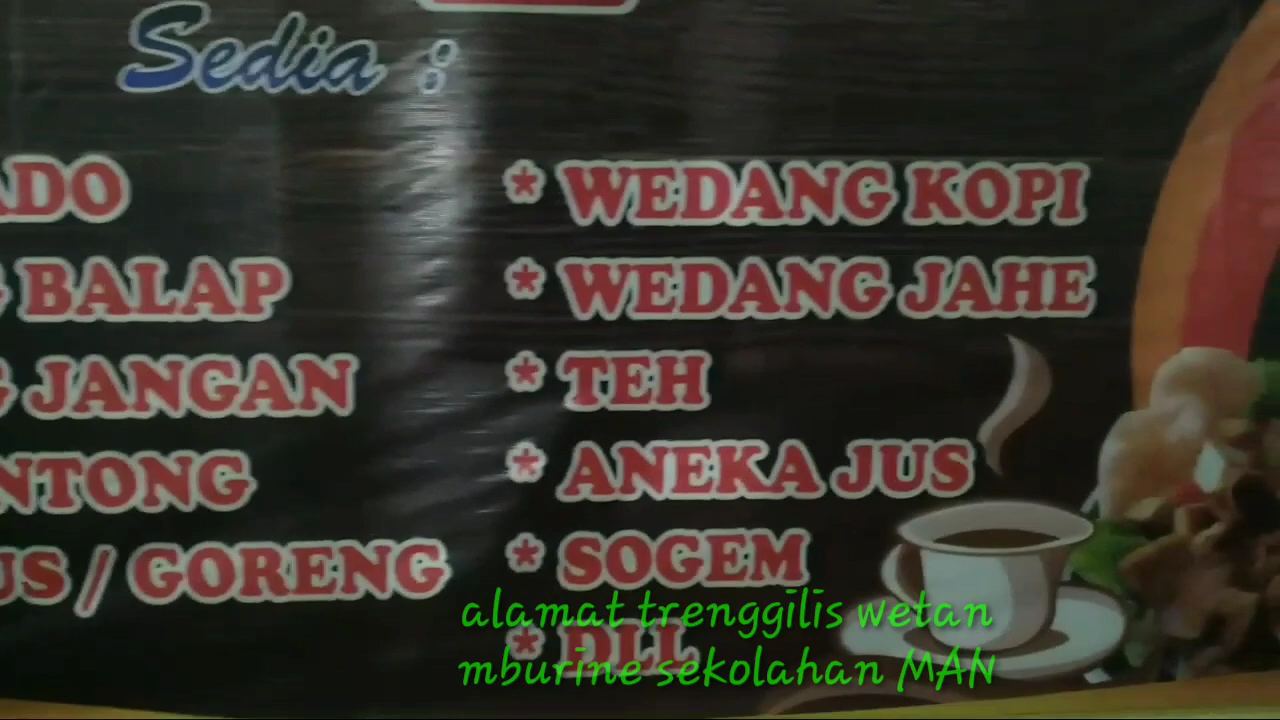 Sedia :
ADO
BALAP
JANGAN
NTONG
US / GORENG
* WEDANG KOPI
* WEDANG JAHE
* TEH
* ANEKA JUS
* SOGEM
* DLL
alamat trenggilis wetan
mburine sekolahan MAN